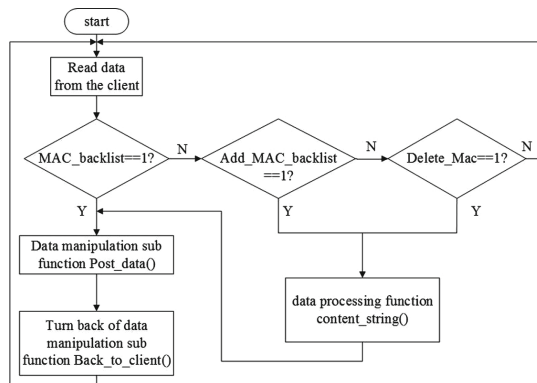 start
Read data
from the client
MAC_backlist==1?
N
Add_MAC_backlist
==1?
N
Delete_Mac==1?
N
Y
Y
Y
Data manipulation sub
function Post_data()
data processing function
content_string()
Turn back of data
manipulation sub
function Back_to_client()